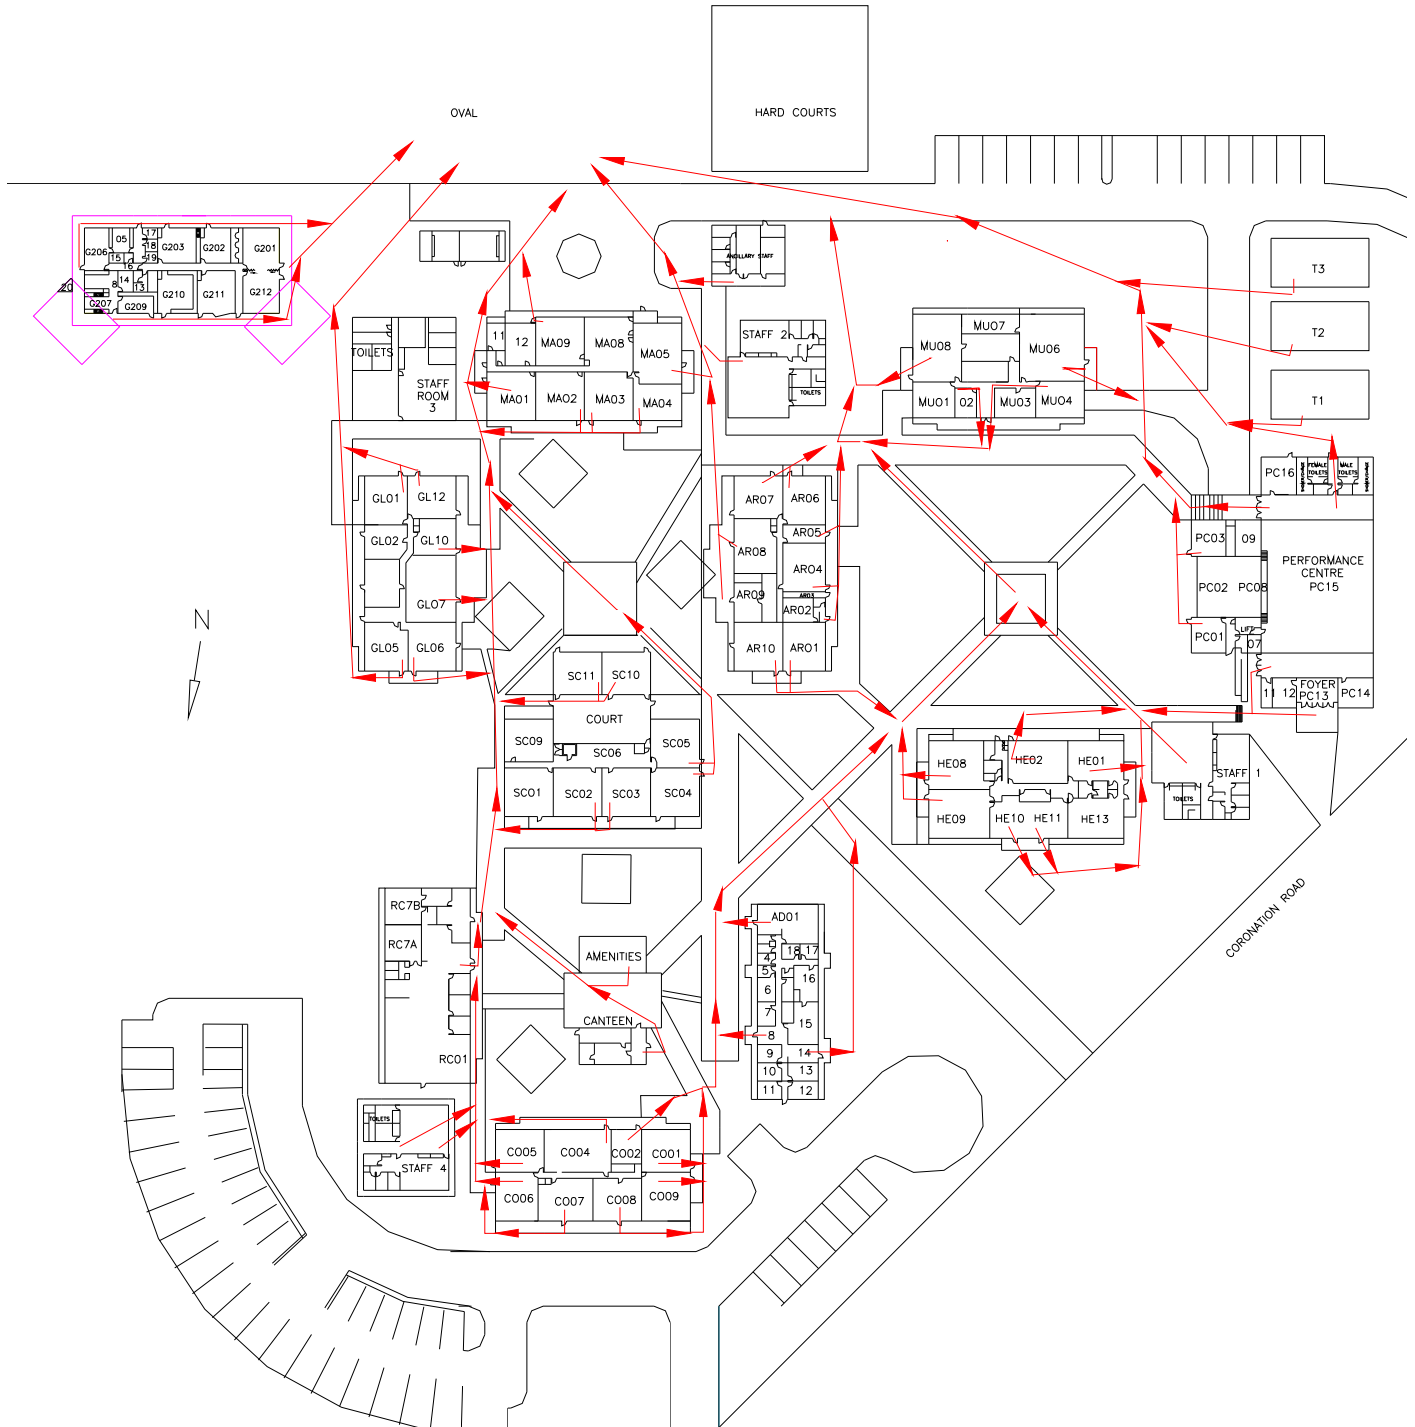 OVAL
HARD COURTS
G206
05
15
16
17
18
19
G203
G202
G201
20
8
14
13
G207
G209
G210
G211
G212
ANCILLARY STAFF
T3
T2
T1
TOILETS
STAFF
ROOM
3
11
12
MA09
MA08
MA05
MA01
MA02
MA03
MA04
STAFF 2
TOILETS
MU08
MU07
MU06
MU01
02
MU03
MU04
GL01
GL12
GL02
GL10
GL07
GL05
GL06
AR07
AR06
AR05
AR08
AR04
AR09
AR03
AR02
AR10
AR01
PC16
FEMALE
TOILETS
MALE
TOILETS
PC03
09
PERFORMANCE
CENTRE
PC15
PC02
PC08
PC01
LIFT
07
11
12
FOYER
PC13
PC14
N
SC11
SC10
COURT
SC09
SC06
SC05
SC01
SC02
SC03
SC04
HE08
HE02
HE01
HE09
HE10
HE11
HE13
STAFF 1
TOILETS
CORONATION ROAD
RC7B
RC7A
RC01
AMENITIES
CANTEEN
AD01
18
17
4
5
6
16
7
15
8
9
14
10
13
11
12
TOILETS
STAFF 4
CO05
CO04
CO02
CO01
CO06
CO07
CO08
CO09